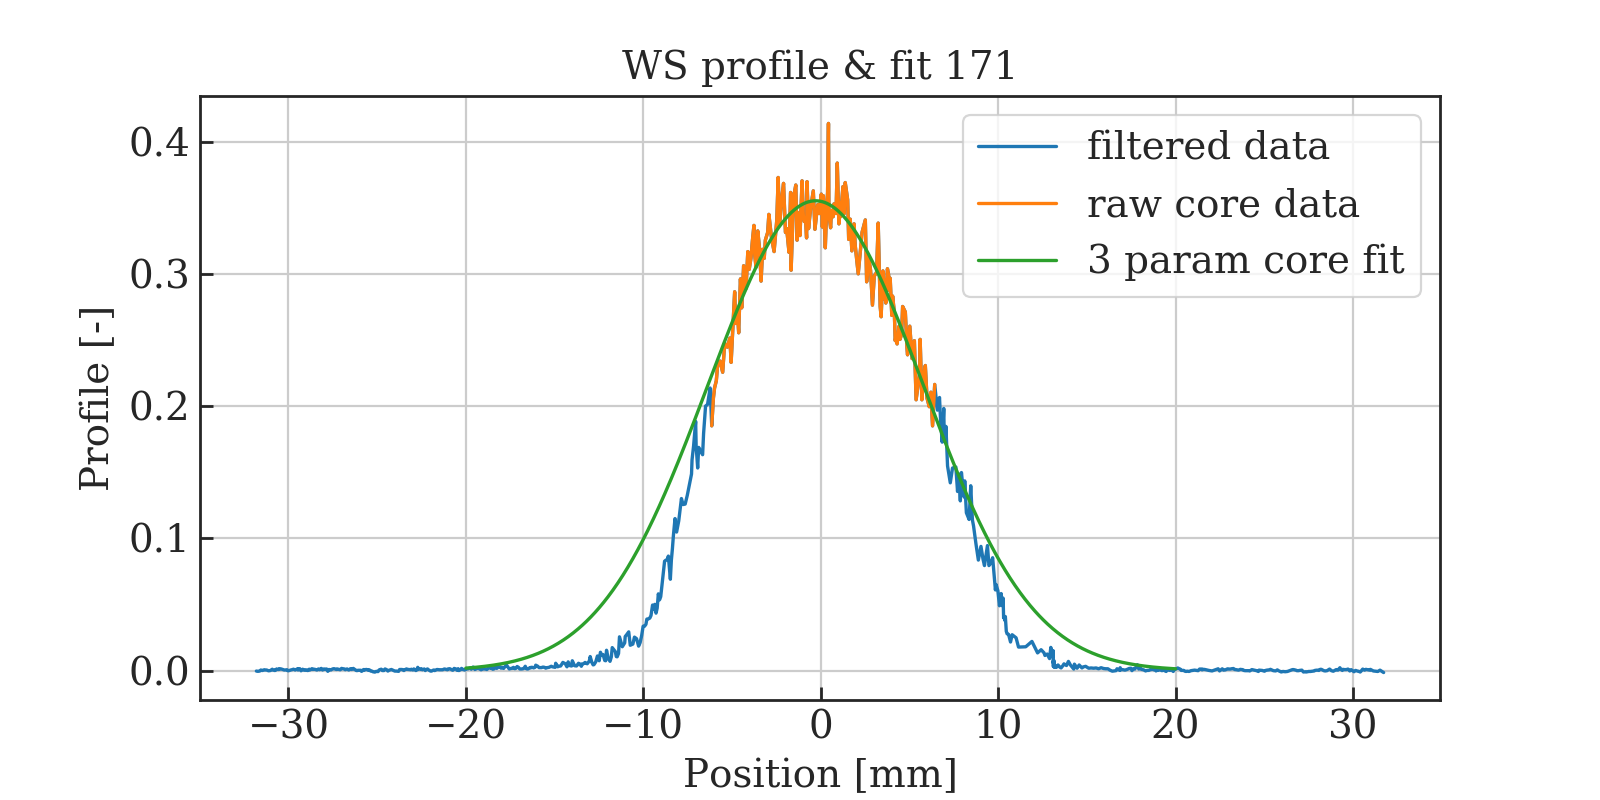 WS profile & fit 171
filtered data
raw core data
3 param core fit
Profile [-]
0.4
0.3
0.2
0.1
0.0
−30 −20 −10 0 10 20 30
Position [mm]